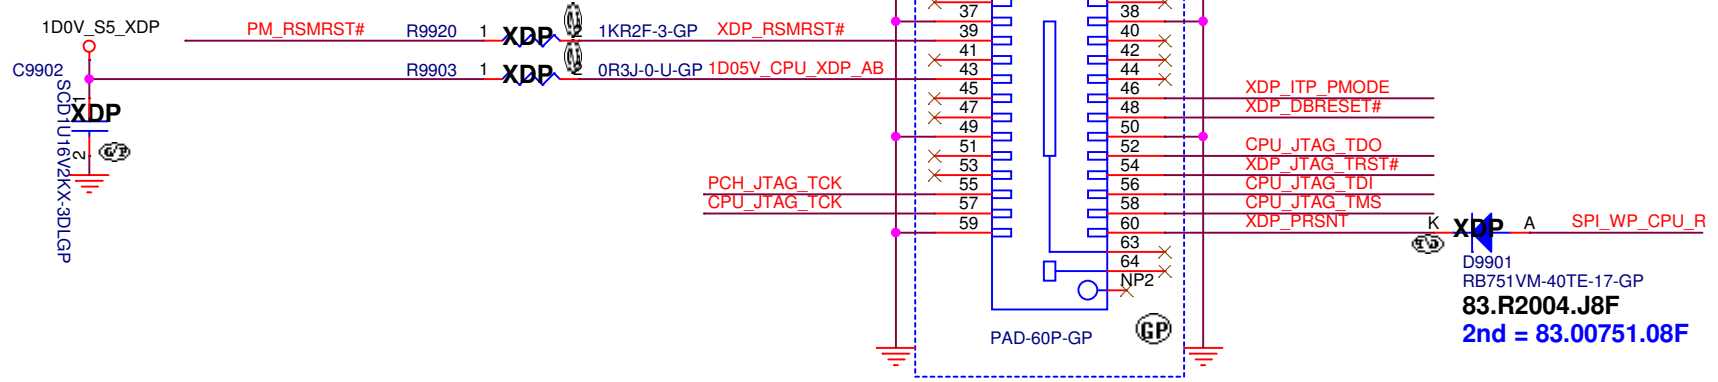 1D0V_S5_XDP
C9902
SCD1U16V2KX-3DLGP
1
XDP
2
PM_RSMRST#
R9920
1
XDP
2
1KR2F-3-GP
XDP_RSMRST#
R9903
1
XDP
2
0R3J-0-U-GP
1D05V_CPU_XDP_AB
PCH_JTAG_TCK
CPU_JTAG_TCK
37
39
41
43
45
47
49
51
53
55
57
59
38
40
42
44
46
48
50
52
54
56
58
60
63
64
NP2
PAD-60P-GP
GP
XDP_ITP_PMODE
XDP_DBRESET#
CPU_JTAG_TDO
XDP_JTAG_TRST#
CPU_JTAG_TDI
CPU_JTAG_TMS
XDP_PRSNT
K
XDP
A
SPI_WP_CPU_R
D9901
RB751VM-40TE-17-GP
83.R2004.J8F
2nd = 83.00751.08F